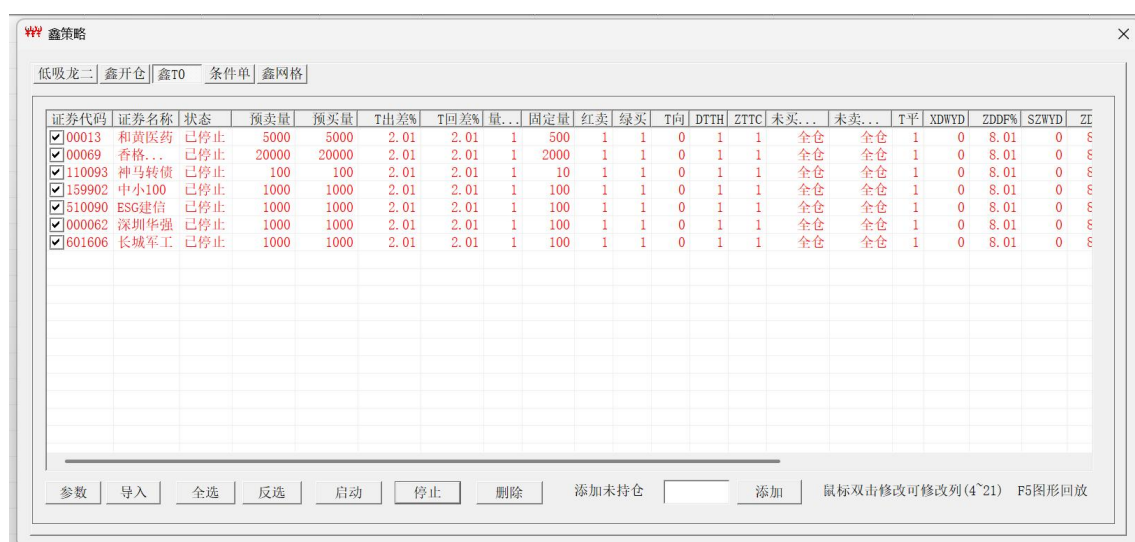 鑫策略
低吸龙二 鑫开仓 鑫T0 条件单 鑫网格
证券代码 证券名称 状态 预卖量 预买量 T出差% T回差% 量... 固定量 红卖 绿买 T向 DTTH ZTTC 未买... 未卖... T平 XDWYD ZDDF% SZWYD ZD
00013 和黄医药 已停止 5000 5000 2.01 2.01 1 500 1 1 0 1 1 全仓 全仓 1 0 8.01 0 8
00069 香格... 已停止 20000 20000 2.01 2.01 1 2000 1 1 0 1 1 全仓 全仓 1 0 8.01 0 8
110093 神马转债 已停止 100 100 2.01 2.01 1 10 1 1 0 1 1 全仓 全仓 1 0 8.01 0 8
159902 中小100 已停止 1000 1000 2.01 2.01 1 100 1 1 0 1 1 全仓 全仓 1 0 8.01 0 8
510090 ESG建信 已停止 1000 1000 2.01 2.01 1 100 1 1 0 1 1 全仓 全仓 1 0 8.01 0 8
000062 深圳华强 已停止 1000 1000 2.01 2.01 1 100 1 1 0 1 1 全仓 全仓 1 0 8.01 0 8
601606 长城军工 已停止 1000 1000 2.01 2.01 1 100 1 1 0 1 1 全仓 全仓 1 0 8.01 0 8
参数 导入 全选 反选 启动 停止 删除 添加未持仓 添加 鼠标双击修改可修改列(4~21) F5图形回放